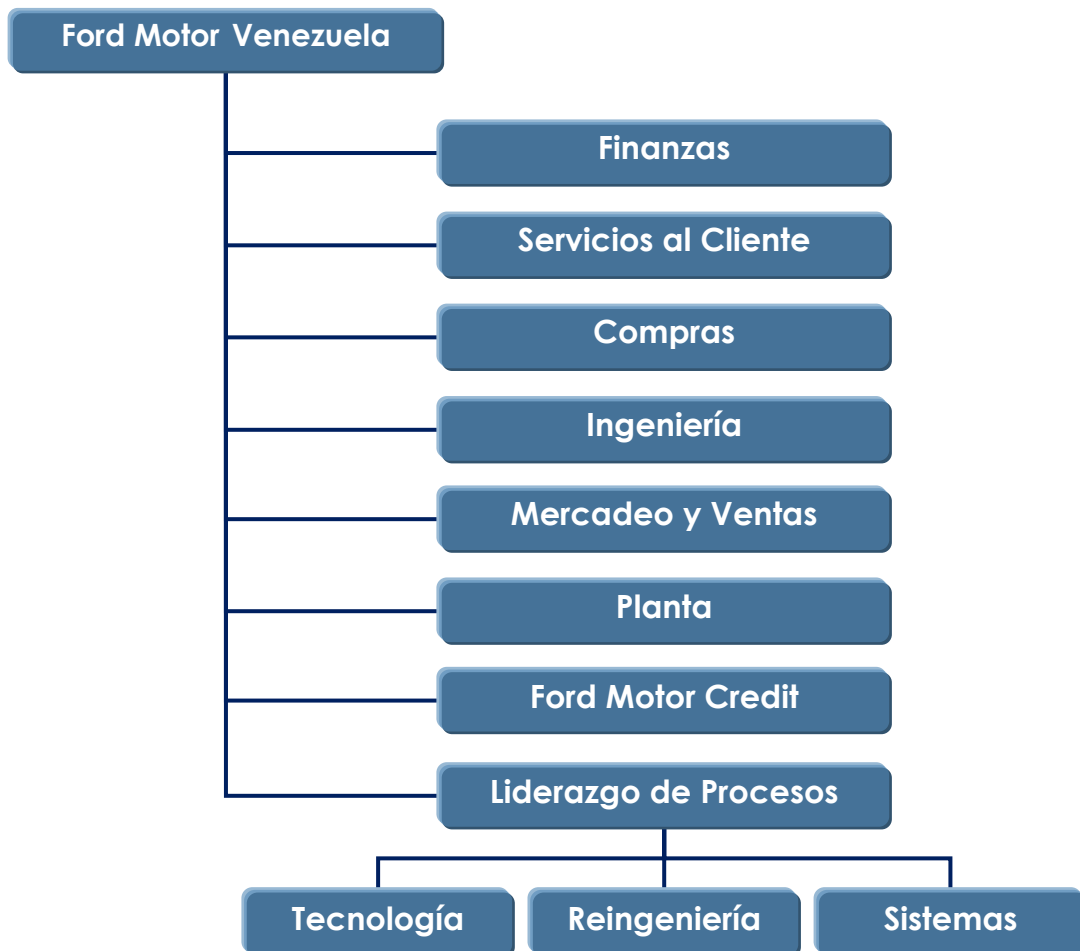 Ford Motor Venezuela
Finanzas
Servicios al Cliente
Compras
Ingeniería
Mercadeo y Ventas
Planta
Ford Motor Credit
Liderazgo de Procesos
Tecnología
Reingeniería
Sistemas